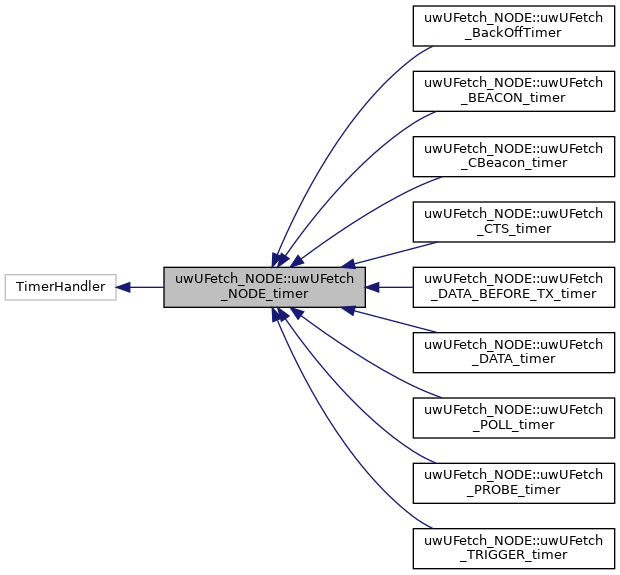 TimerHandler
uwUFetch_NODE::uwUFetch
_NODE_timer
uwUFetch_NODE::uwUFetch
_BackOffTimer
uwUFetch_NODE::uwUFetch
_BEACON_timer
uwUFetch_NODE::uwUFetch
_CBeacon_timer
uwUFetch_NODE::uwUFetch
_CTS_timer
uwUFetch_NODE::uwUFetch
_DATA_BEFORE_TX_timer
uwUFetch_NODE::uwUFetch
_DATA_timer
uwUFetch_NODE::uwUFetch
_POLL_timer
uwUFetch_NODE::uwUFetch
_PROBE_timer
uwUFetch_NODE::uwUFetch
_TRIGGER_timer